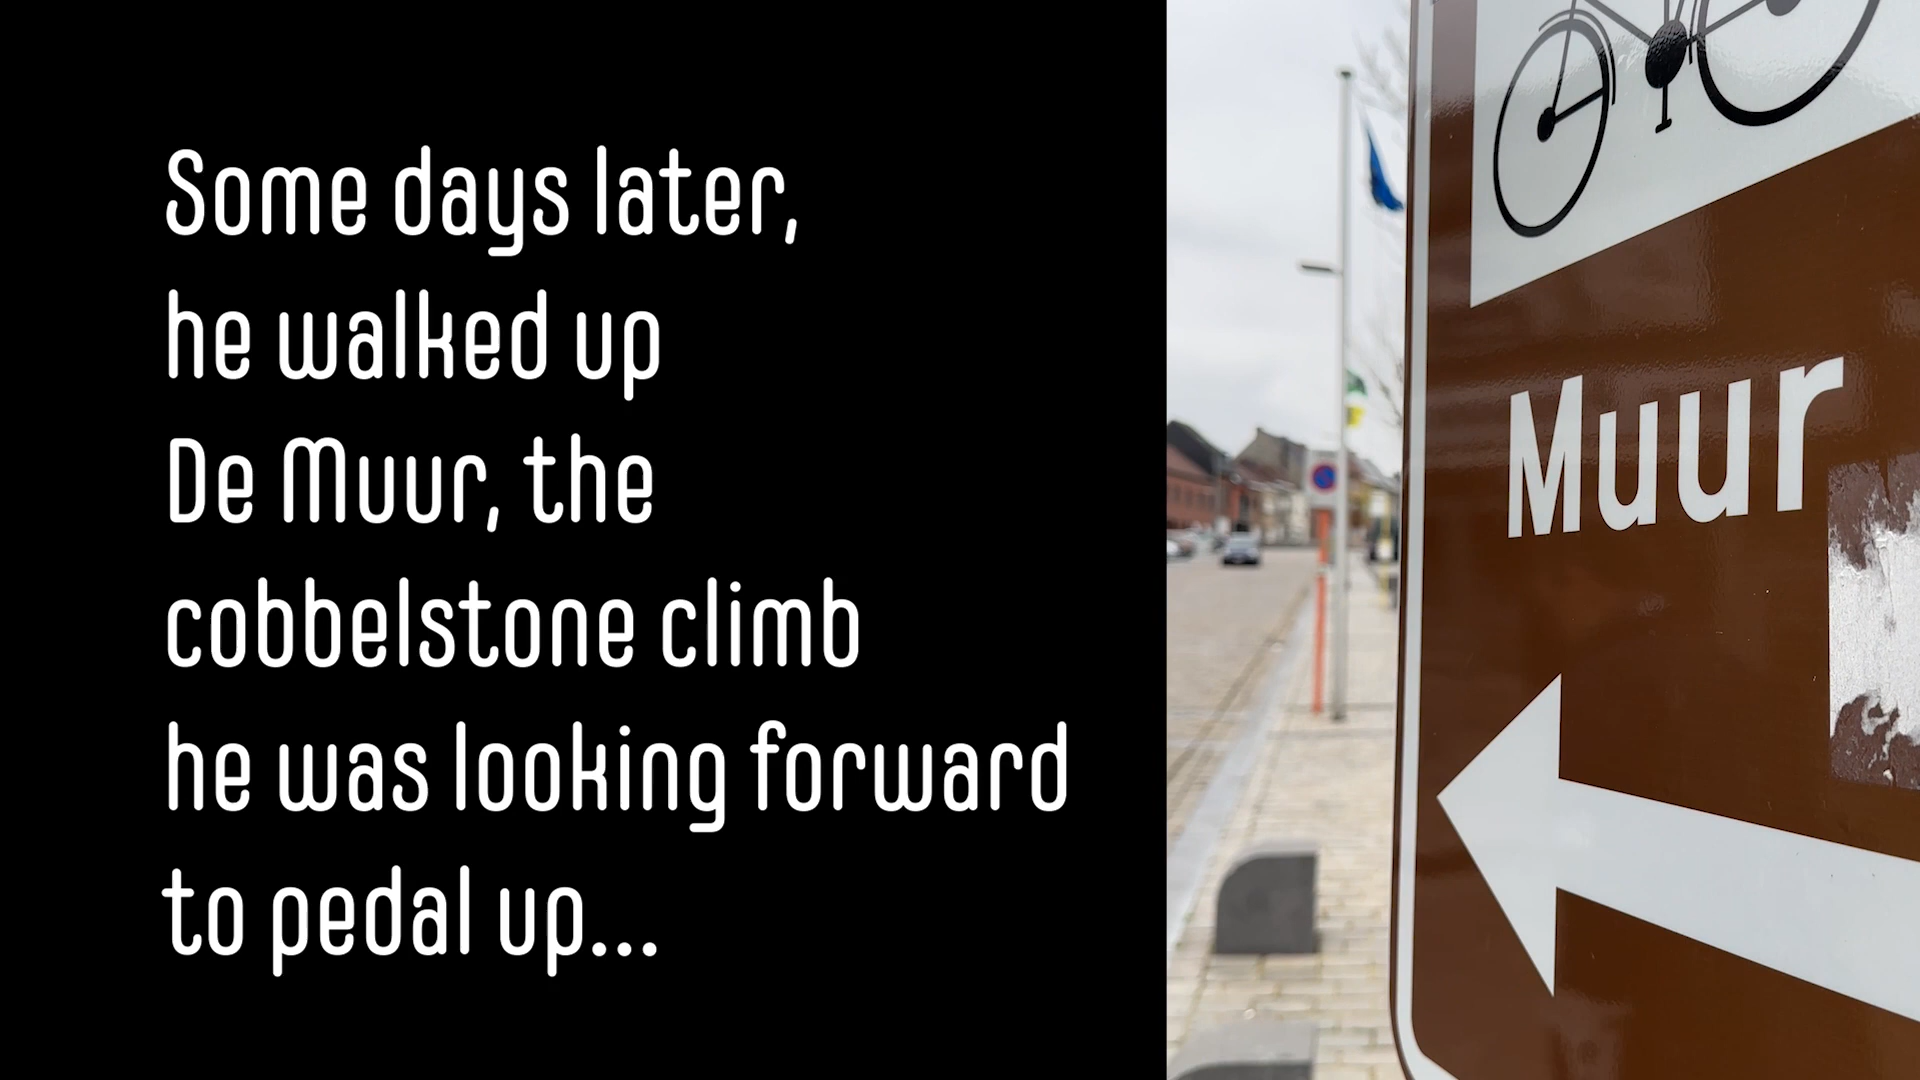 Some days later,
he walked up
De Muur, the
cobbelstone climb
he was looking forward
to pedal up...
Muur